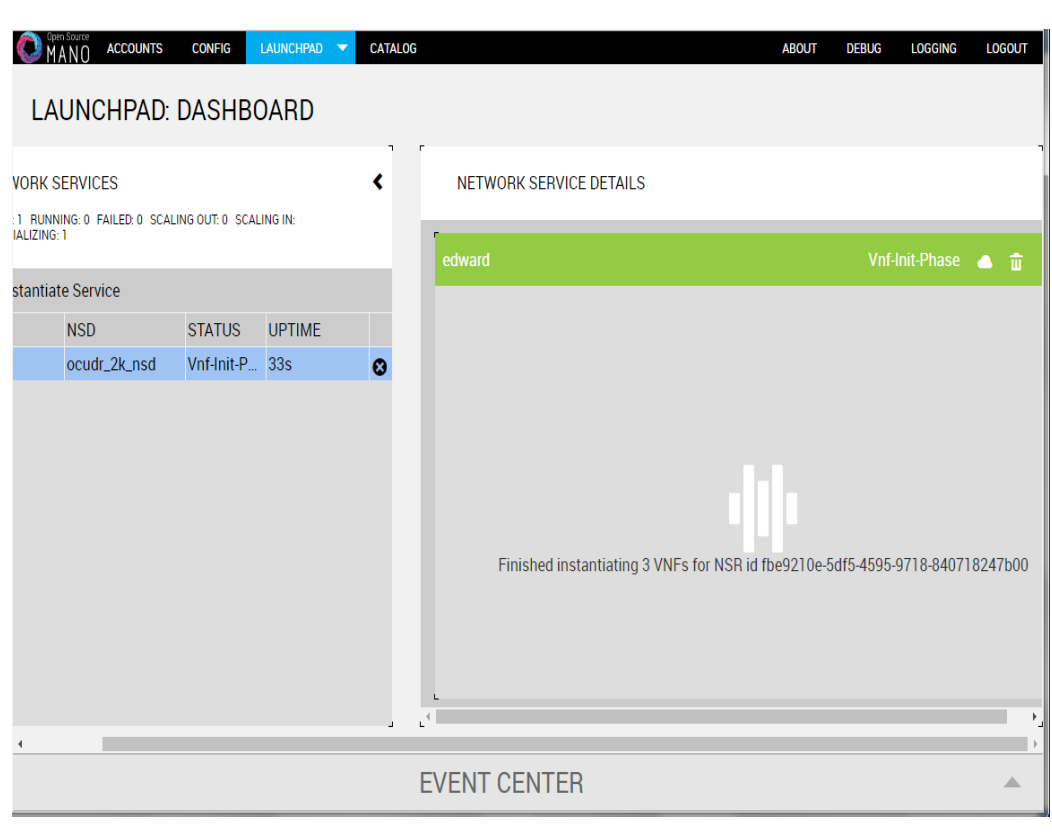 Open Source
MANO ACCOUNTS CONFIG LAUNCHPAD CATALOG ABOUT DEBUG LOGGING LOGOUT
LAUNCHPAD: DASHBOARD
WORK SERVICES
: 1 RUNNING: 0 FAILED: 0 SCALING OUT: 0 SCALING IN:
IALIZING: 1
stantiate Service
NSD STATUS UPTIME
ocudr_2k_nsd Vnf-Init-P... 33s
NETWORK SERVICE DETAILS
edward Vnf-Init-Phase
Finished instantiating 3 VNFs for NSR id fbe9210e-5df5-4595-9718-840718247b00
EVENT CENTER